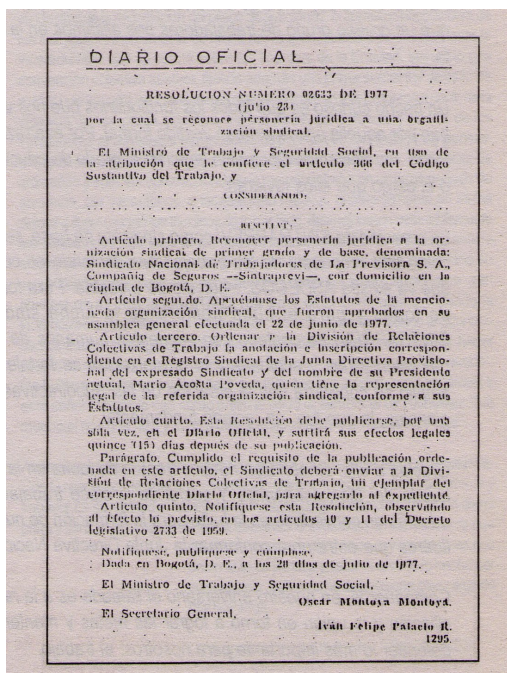 DIARIO OFICIAL
RESOLUCION NUMERO 02633 DE 1977
(julio 23)
por la cual se reconoce personería jurídica a una organi-
zación sindical.
El Ministro de Trabajo y Seguridad Social, en uso de
la atribución que le confiere el artículo 366 del Código
Sustantivo del Trabajo, y
CONSIDERANDO:
RESUELVE:
Artículo primero. Reconocer personería jurídica a la or-
nización sindical de primer grado y de base, denominada:
Sindicato Nacional de Trabajadores de La Previsora S. A.,
Compañía de Seguros --Sintraprevi--, con domicilio en la
ciudad de Bogotá, D. E.
Artículo segundo. Apruébanse los Estatutos de la mencio-
nada organización sindical, que fueron aprobados en su
asamblea general efectuada el 22 de junio de 1977.
Artículo tercero. Ordenar a la División de Relaciones
Colectivas de Trabajo la anotación e inscripción correspon-
diente en el Registro Sindical de la Junta Directiva Provisio-
nal del expresado Sindicato y del nombre de su Presidente
actual, Mario Acosta Poveda, quien tiene la representación
legal de la referida organización sindical, conforme a sus
Estatutos.
Artículo cuarto. Esta Resolución debe publicarse, por una
sola vez, en el Diario Oficial, y surtirá sus efectos legales
quince (15) días después de su publicación.
Parágrafo. Cumplido el requisito de la publicación orde-
nada en este artículo, el Sindicato deberá enviar a la Divi-
sión de Relaciones Colectivas de Trabajo, un ejemplar del
correspondiente Diario Oficial, para agregarlo al expediente.
Artículo quinto. Notifíquese esta Resolución, observando
al efecto lo previsto en los artículos 10 y 11 del Decreto
legislativo 2733 de 1959.
Notifíquese, publíquese y cúmplase.
Dada en Bogotá, D. E., a los 28 días de julio de 1977.
El Ministro de Trabajo y Seguridad Social,
Oscar Montoya Montoya.
El Secretario General,
Iván Felipe Palacio R.
1295.